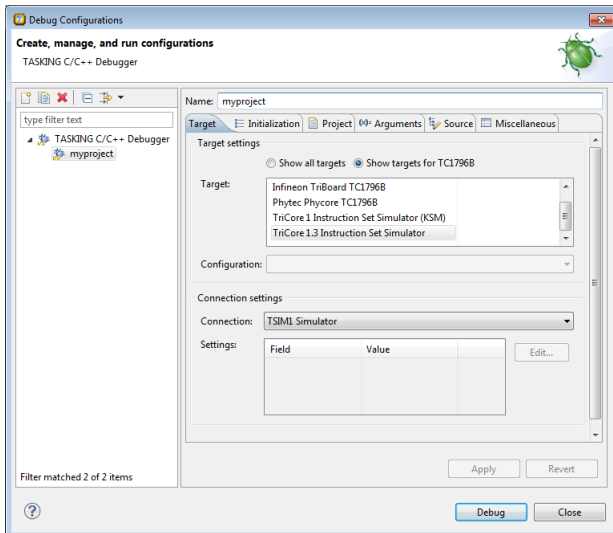 Debug Configurations
Create, manage, and run configurations
TASKING C/C++ Debugger
type filter text
TASKING C/C++ Debugger
myproject
Filter matched 2 of 2 items
Name: myproject
Target Initialization Project (x)= Arguments Source Miscellaneous
Target settings
Show all targets Show targets for TC1796B
Target:
Infineon TriBoard TC1796B
Phytec Phycore TC1796B
TriCore 1 Instruction Set Simulator (KSM)
TriCore 1.3 Instruction Set Simulator
Configuration:
Connection settings
Connection: TSIM1 Simulator
Settings:
Field Value
Edit...
Apply Revert
? Debug Close